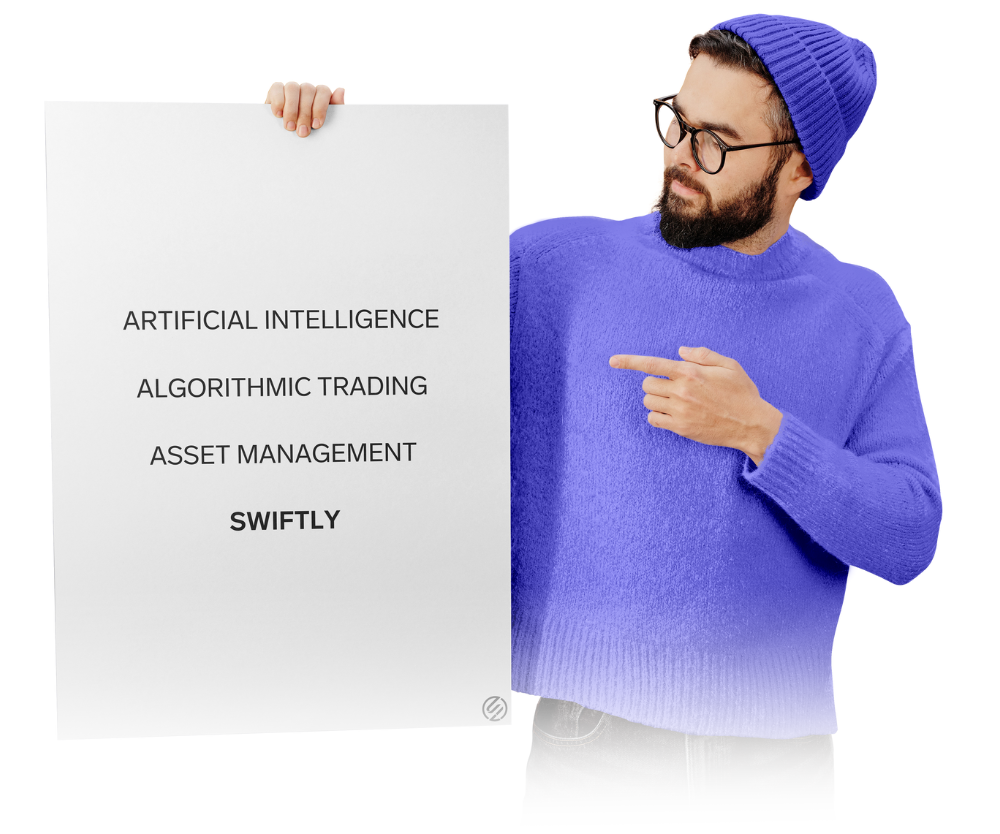 ARTIFICIAL INTELLIGENCE
ALGORITHMIC TRADING
ASSET MANAGEMENT
SWIFTLY